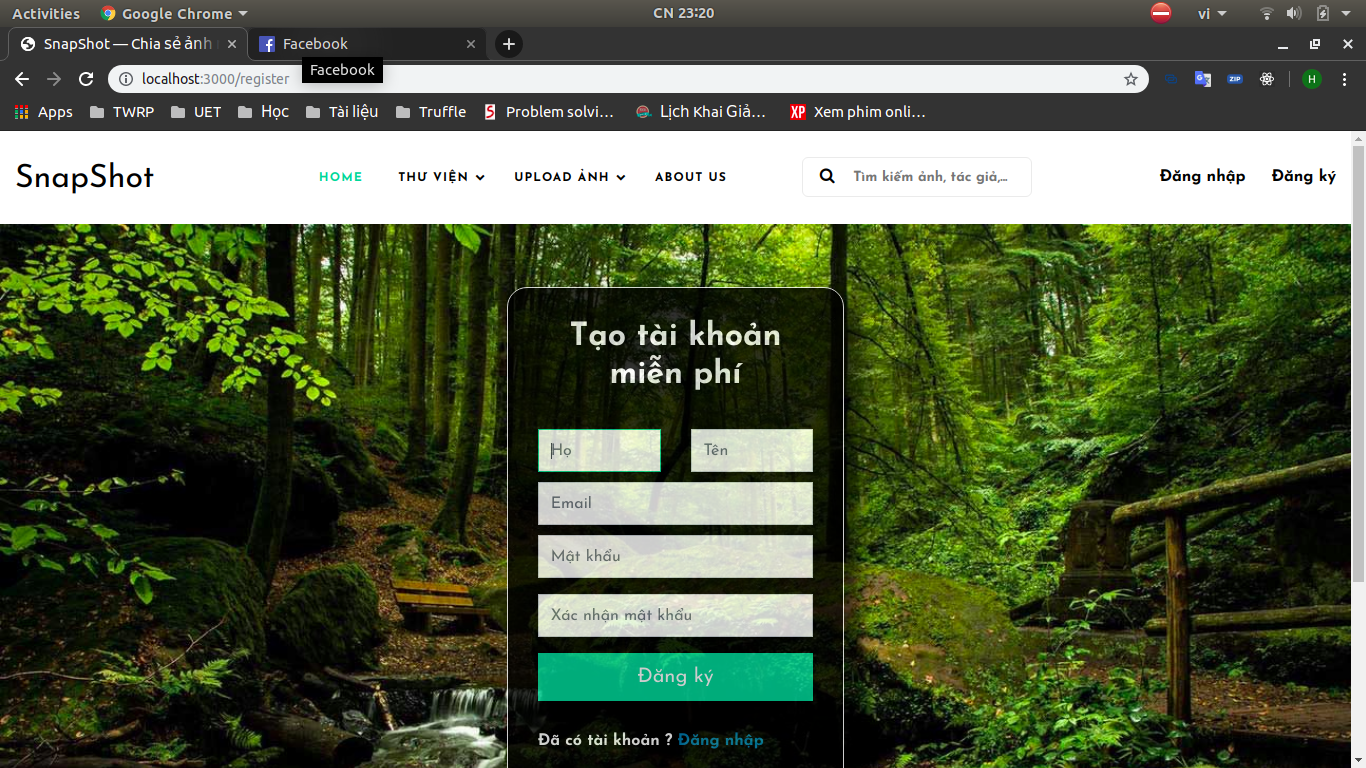 Activities Google Chrome CN 23:20 vi
SnapShot — Chia sẻ ảnh Facebook
Facebook
localhost:3000/register ZIP H
Apps TWRP UET Học Tài liệu Truffle S Problem solvi... Lịch Khai Giả... XP Xem phim onli...
SnapShot HOME THƯ VIỆN UPLOAD ẢNH ABOUT US Tìm kiếm ảnh, tác giả,... Đăng nhập Đăng ký
Tạo tài khoản
miễn phí
Họ Tên
Email
Mật khẩu
Xác nhận mật khẩu
Đăng ký
Đã có tài khoản ? Đăng nhập